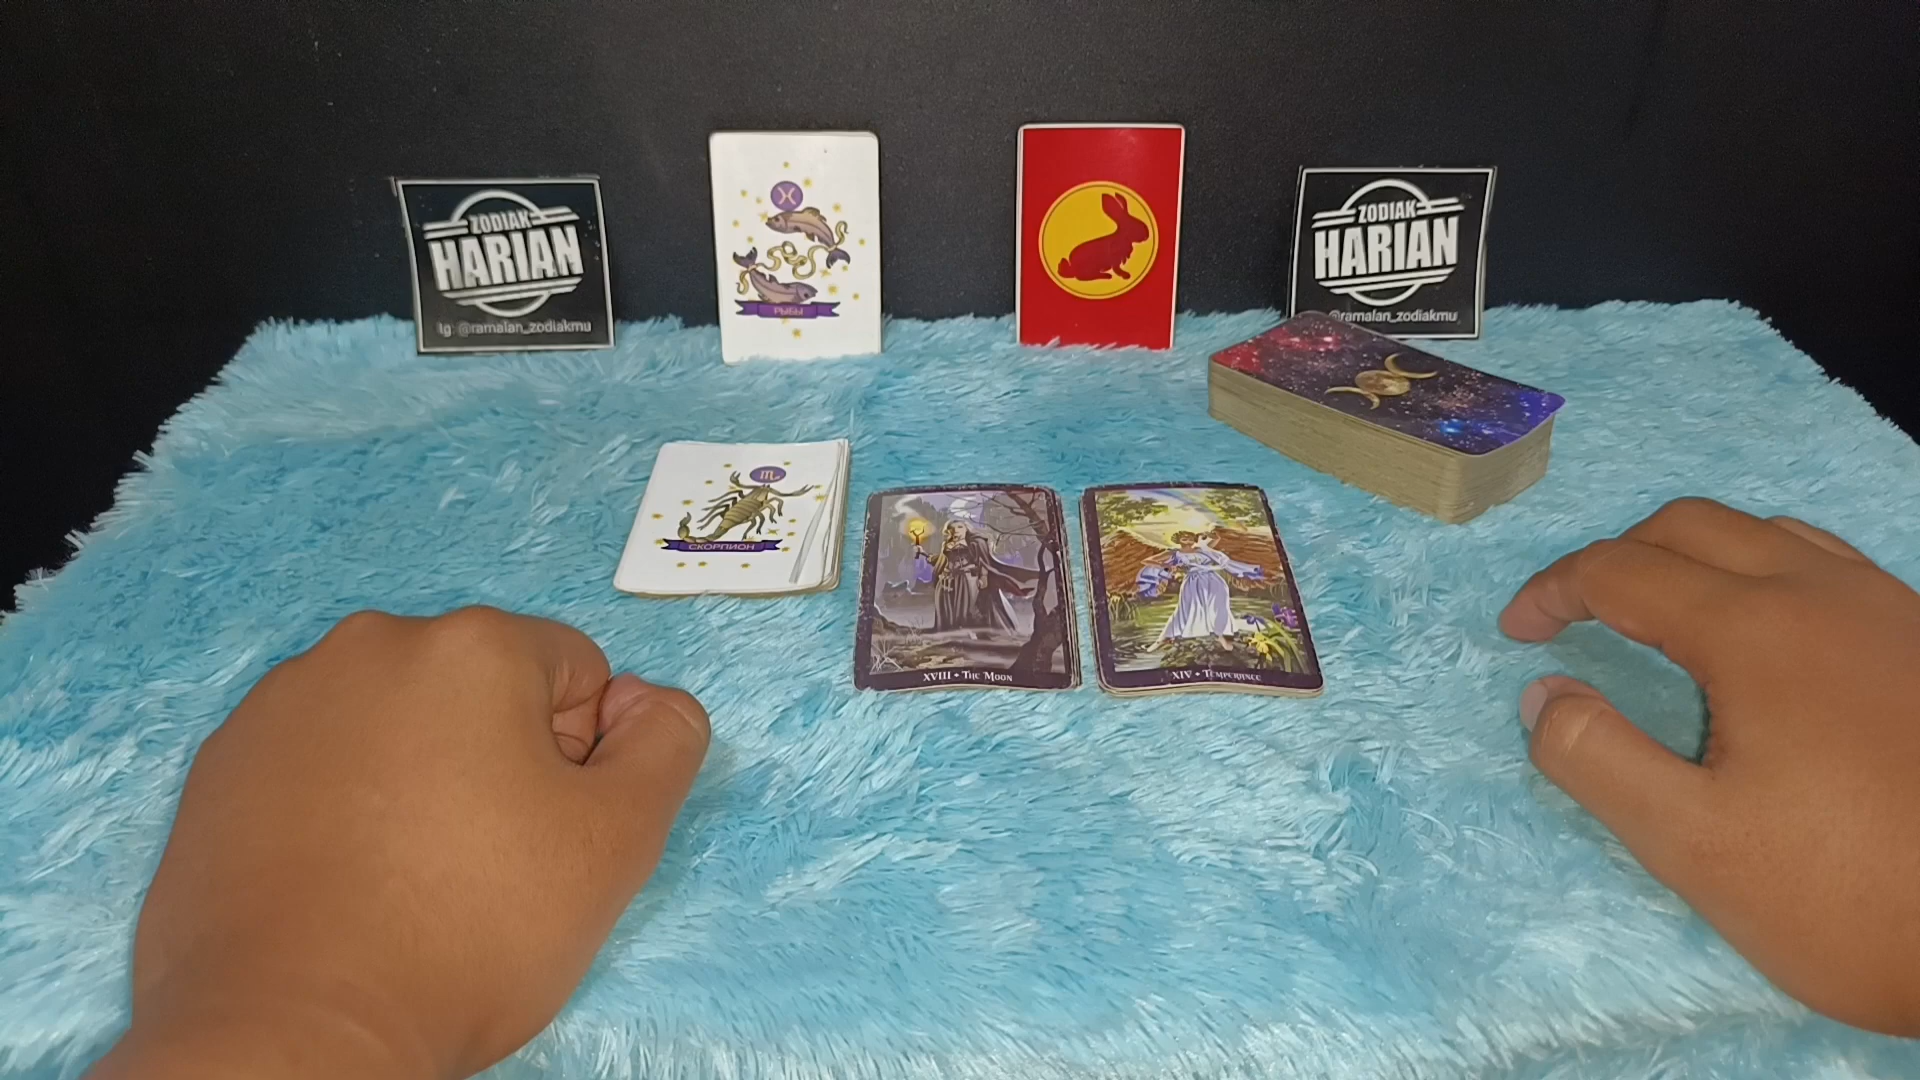 ZODIAK
HARIAN
Ig: @ramalan_zodiakmu
РЫБЫ
ZODIAK
HARIAN
@ramalan_zodiakmu
СКОРПИОН
XVIII • The Moon
XIV • Temperance